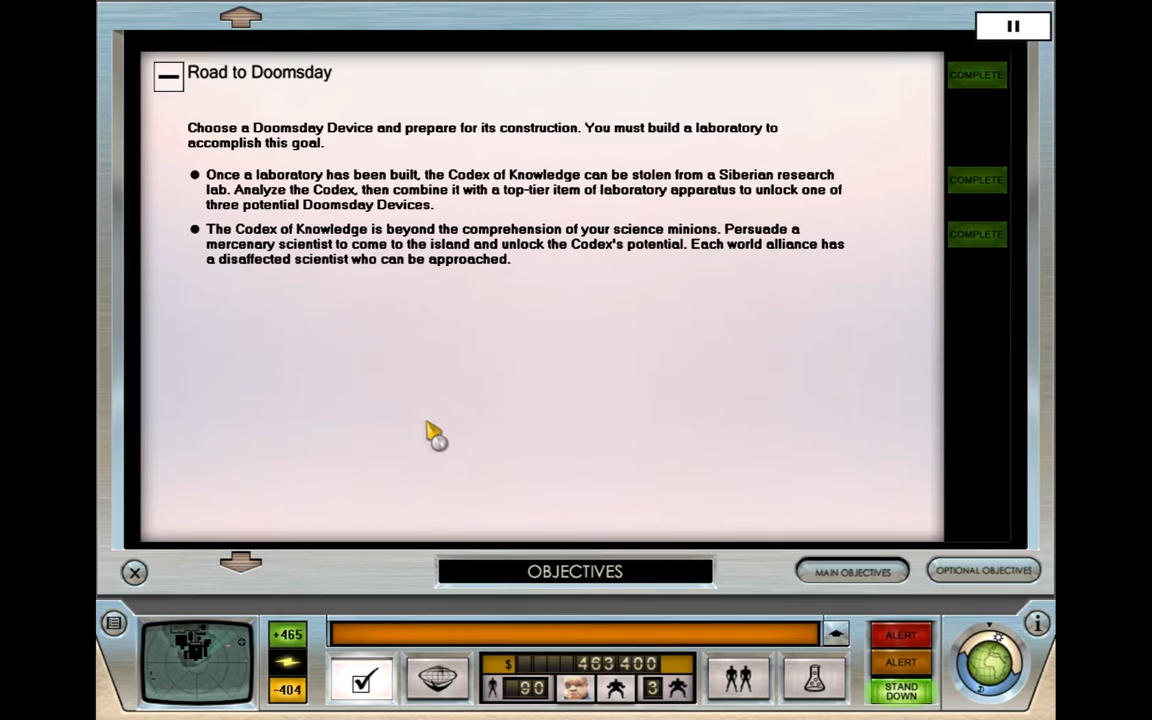 Road to Doomsday
COMPLETE
Choose a Doomsday Device and prepare for its construction. You must build a laboratory to
accomplish this goal.
● Once a laboratory has been built, the Codex of Knowledge can be stolen from a Siberian research
COMPLETE
lab. Analyze the Codex, then combine it with a top-tier item of laboratory apparatus to unlock one of
three potential Doomsday Devices.
● The Codex of Knowledge is beyond the comprehension of your science minions. Persuade a
COMPLETE
mercenary scientist to come to the island and unlock the Codex's potential. Each world alliance has
a disaffected scientist who can be approached.
OBJECTIVES
MAIN OBJECTIVES
OPTIONAL OBJECTIVES
+465
-404
$ 463400
90
3
ALERT
ALERT
STAND
DOWN
i